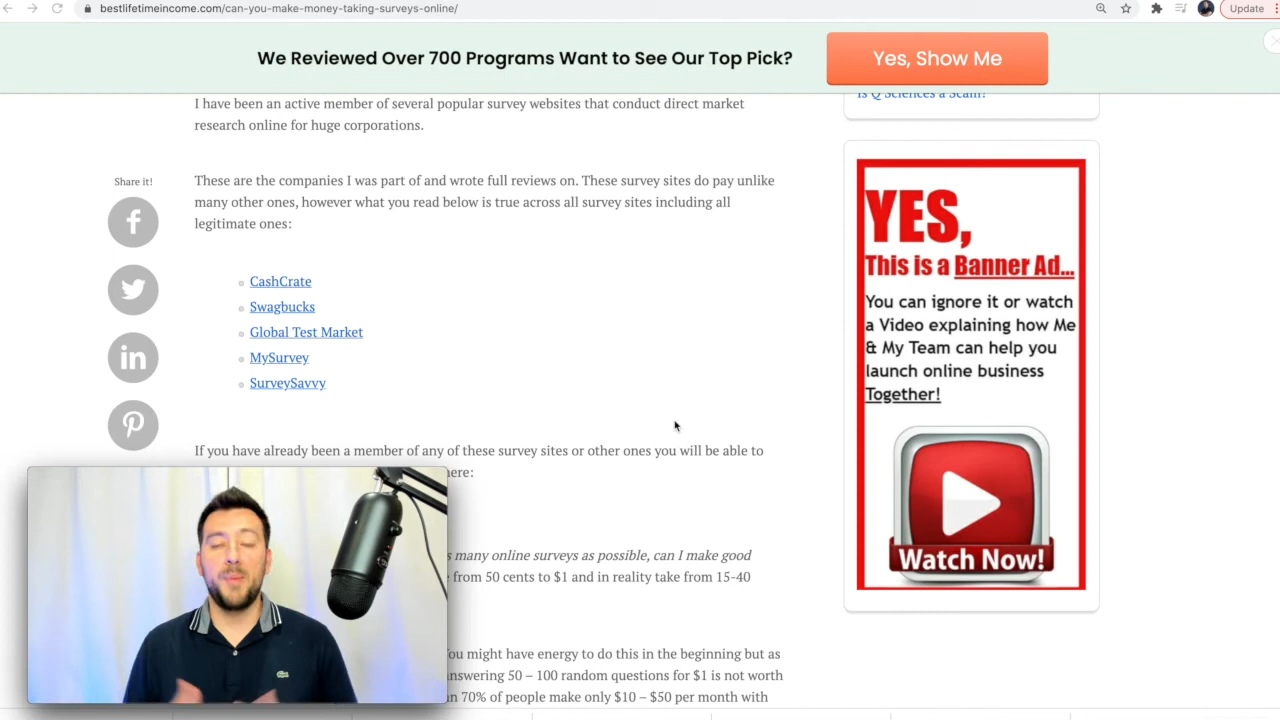 bestlifetimeincome.com/can-you-make-money-taking-surveys-online/
Update
We Reviewed Over 700 Programs Want to See Our Top Pick?
Yes, Show Me
I have been an active member of several popular survey websites that conduct direct market
research online for huge corporations.
Is Q Sciences a Scam?
Share it!
These are the companies I was part of and wrote full reviews on. These survey sites do pay unlike
many other ones, however what you read below is true across all survey sites including all
legitimate ones:
CashCrate
Swagbucks
Global Test Market
MySurvey
SurveySavvy
If you have already been a member of any of these survey sites or other ones you will be able to
here:
many online surveys as possible, can I make good
from 50 cents to $1 and in reality take from 15-40
You might have energy to do this in the beginning but as
answering 50 – 100 random questions for $1 is not worth
70% of people make only $10 – $50 per month with
YES,
This is a Banner Ad...
You can ignore it or watch
a Video explaining how Me
& My Team can help you
launch online business
Together!
Watch Now!